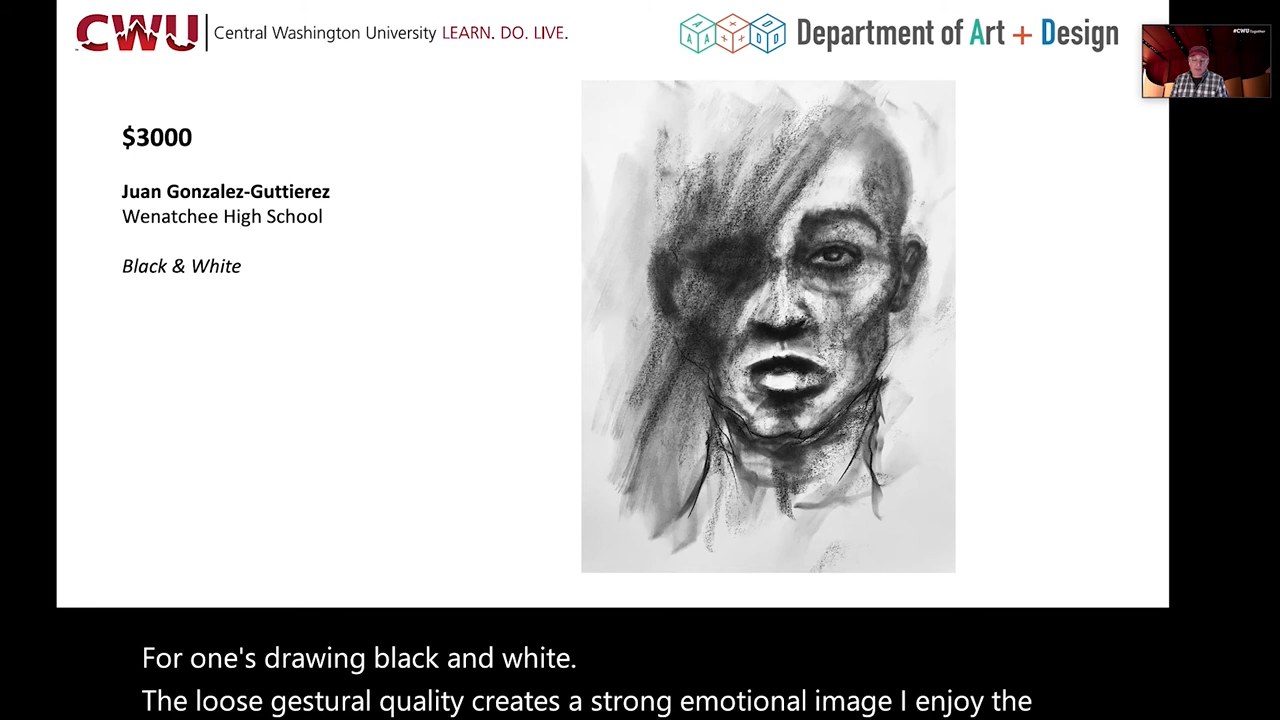 CWU Central Washington University LEARN. DO. LIVE.
Department of Art + Design
#CWUTogether
$3000
Juan Gonzalez-Guttierez
Wenatchee High School
Black & White
For one's drawing black and white.
The loose gestural quality creates a strong emotional image I enjoy the